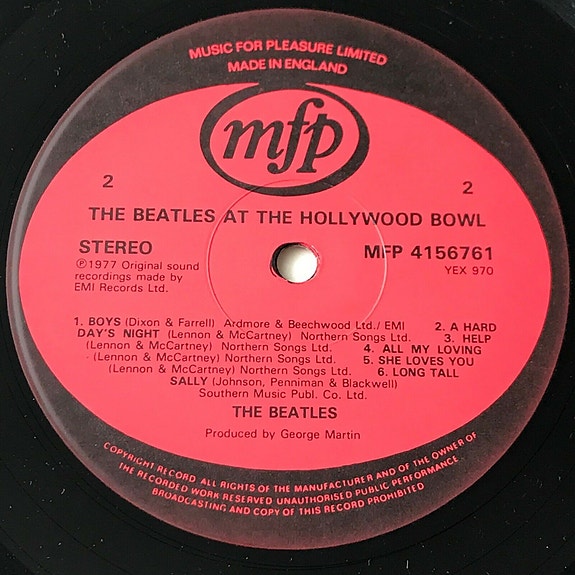 MUSIC FOR PLEASURE LIMITED
MADE IN ENGLAND
mfp
2 2
THE BEATLES AT THE HOLLYWOOD BOWL
STEREO MFP 4156761
℗1977 Original sound YEX 970
recordings made by
EMI Records Ltd.
1. BOYS (Dixon & Farrell) Ardmore & Beechwood Ltd./ EMI 2. A HARD
DAY'S NIGHT (Lennon & McCartney) Northern Songs Ltd. 3. HELP
(Lennon & McCartney) Northern Songs Ltd. 4. ALL MY LOVING
(Lennon & McCartney) Northern Songs Ltd. 5. SHE LOVES YOU
(Lennon & McCartney) Northern Songs Ltd. 6. LONG TALL
SALLY (Johnson, Penniman & Blackwell)
Southern Music Publ. Co. Ltd.
THE BEATLES
Produced by George Martin
COPYRIGHT RECORD ALL RIGHTS OF THE MANUFACTURER AND OF THE OWNER OF
THE RECORDED WORK RESERVED UNAUTHORISED PUBLIC PERFORMANCE
BROADCASTING AND COPY OF THIS RECORD PROHIBITED